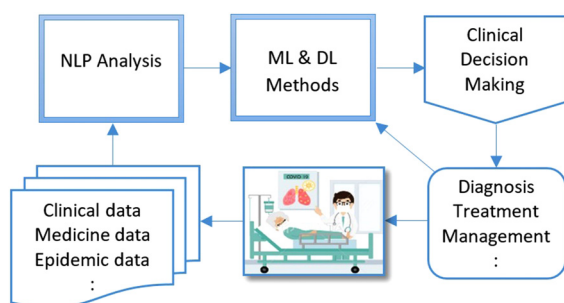 NLP Analysis
ML & DL
Methods
Clinical
Decision
Making
Diagnosis
Treatment
Management
:
COVID 19
Clinical data
Medicine data
Epidemic data
: